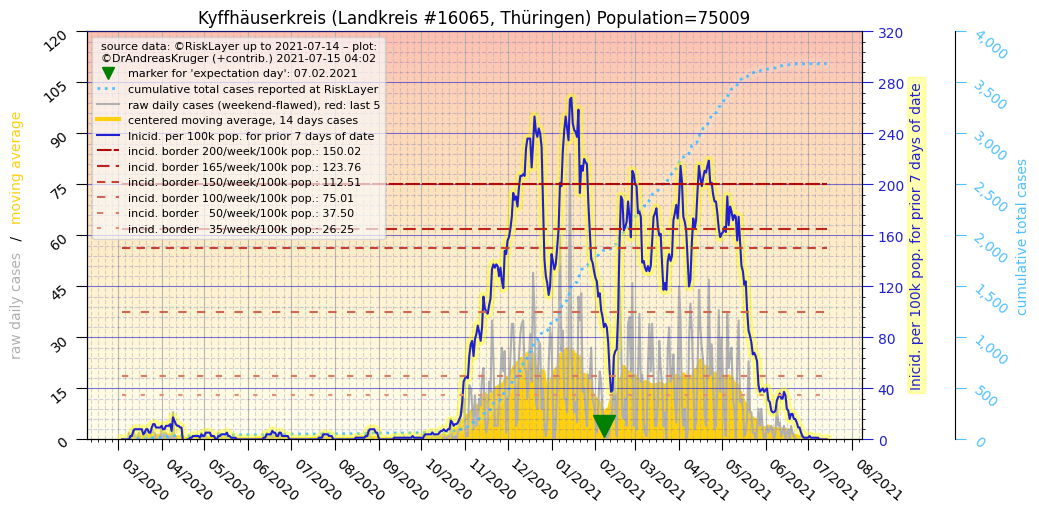 Kyffhäuserkreis (Landkreis #16065, Thüringen) Population=75009
source data: ©RiskLayer up to 2021-07-14 – plot:
©DrAndreasKruger (+contrib.) 2021-07-15 04:02
marker for 'expectation day': 07.02.2021
cumulative total cases reported at RiskLayer
raw daily cases (weekend-flawed), red: last 5
centered moving average, 14 days cases
Inicid. per 100k pop. for prior 7 days of date
incid. border 200/week/100k pop.: 150.02
incid. border 165/week/100k pop.: 123.76
incid. border 150/week/100k pop.: 112.51
incid. border 100/week/100k pop.: 75.01
incid. border   50/week/100k pop.: 37.50
incid. border   35/week/100k pop.: 26.25
raw daily cases / moving average
120
105
90
75
60
45
30
15
0
03/2020
04/2020
05/2020
06/2020
07/2020
08/2020
09/2020
10/2020
11/2020
12/2020
01/2021
02/2021
03/2021
04/2021
05/2021
06/2021
07/2021
08/2021
320
280
240
200
160
120
80
40
0
Inicid. per 100k pop. for prior 7 days of date
4,000
3,500
3,000
2,500
2,000
1,500
1,000
500
0
cumulative total cases